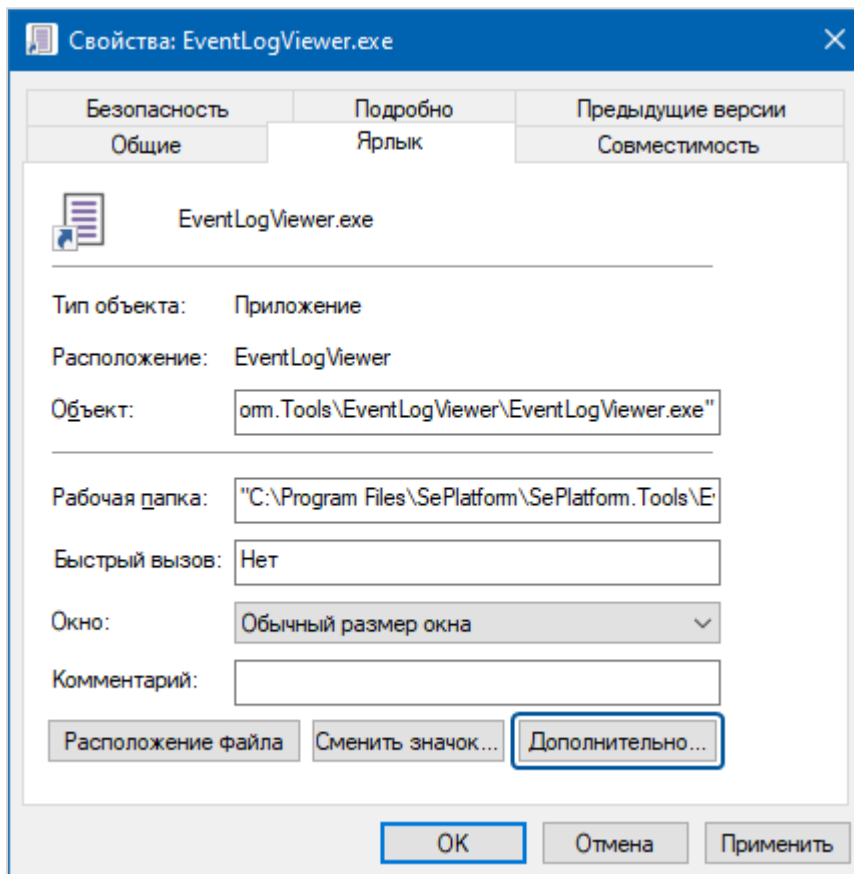 Свойства: EventLogViewer.exe
Безопасность Подробно Предыдущие версии
Общие Ярлык Совместимость
EventLogViewer.exe
Тип объекта: Приложение
Расположение: EventLogViewer
Объект: orm.Tools\EventLogViewer\EventLogViewer.exe"
Рабочая папка: "C:\Program Files\SePlatform\SePlatform.Tools\E
Быстрый вызов: Нет
Окно: Обычный размер окна
Комментарий:
Расположение файла Сменить значок... Дополнительно...
OK Отмена Применить